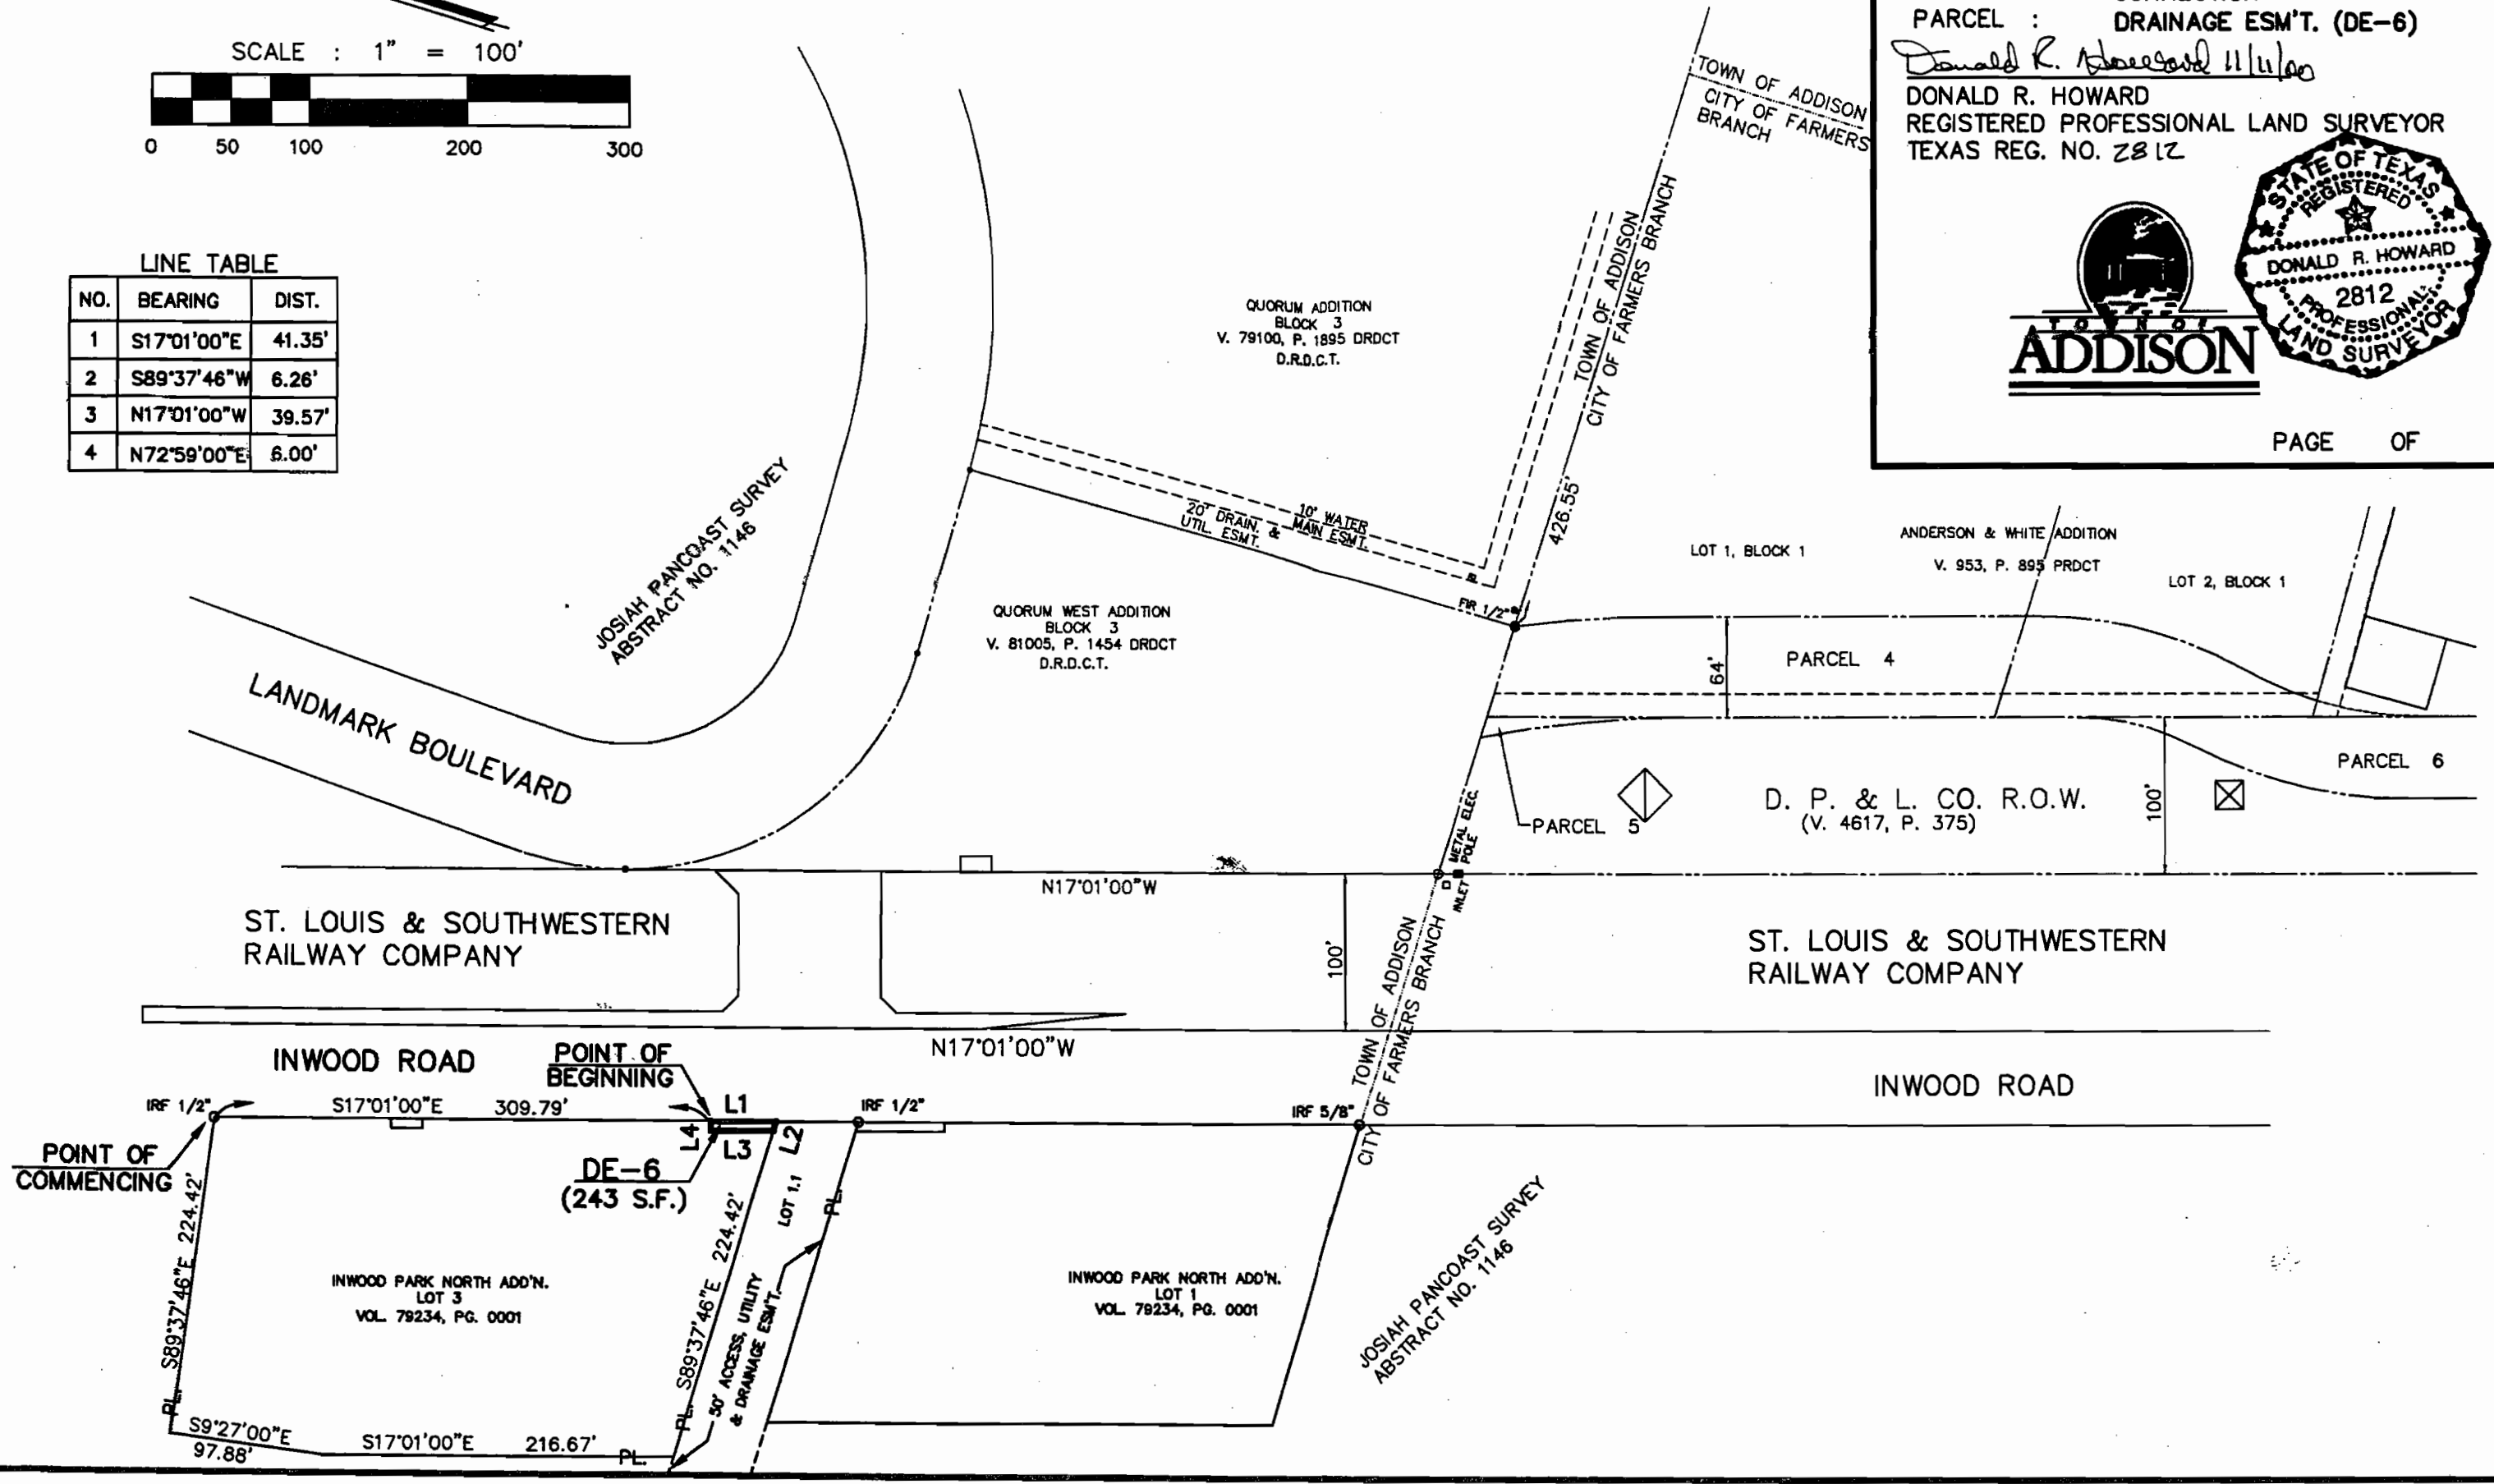 SCALE : 1" = 100'
0 50 100 200 300
LINE TABLE
NO. BEARING DIST.
1 S17°01'00"E 41.35'
2 S89°37'46"W 6.26'
3 N17°01'00"W 39.57'
4 N72°59'00"E 6.00'
PARCEL : DRAINAGE ESM'T. (DE-6)
Donald R. Howard 11/11/00
DONALD R. HOWARD
REGISTERED PROFESSIONAL LAND SURVEYOR
TEXAS REG. NO. 2812
STATE OF TEXAS
REGISTERED
DONALD R. HOWARD
2812
PROFESSIONAL
LAND SURVEYOR
TOWN OF
ADDISON
PAGE OF
TOWN OF ADDISON
CITY OF FARMERS
BRANCH
TOWN OF ADDISON
CITY OF FARMERS BRANCH
426.55'
QUORUM ADDITION
BLOCK 3
V. 79100, P. 1895 DRDCT
D.R.D.C.T.
JOSIAH PANCOAST SURVEY
ABSTRACT NO. 1146
10' WATER
MAIN ESMT.
20' DRAIN. &
UTIL. ESMT.
FIR 1/2"
LOT 1, BLOCK 1
ANDERSON & WHITE ADDITION
V. 953, P. 895 PRDCT
LOT 2, BLOCK 1
QUORUM WEST ADDITION
BLOCK 3
V. 81005, P. 1454 DRDCT
D.R.D.C.T.
64'
PARCEL 4
LANDMARK BOULEVARD
PARCEL 5
METAL ELEC.
POLE
INLET
D. P. & L. CO. R.O.W.
(V. 4617, P. 375)
100'
PARCEL 6
N17°01'00"W
ST. LOUIS & SOUTHWESTERN
RAILWAY COMPANY
100'
TOWN OF ADDISON
CITY OF FARMERS BRANCH
ST. LOUIS & SOUTHWESTERN
RAILWAY COMPANY
INWOOD ROAD
POINT OF
BEGINNING
N17°01'00"W
INWOOD ROAD
IRF 1/2"
S17°01'00"E 309.79'
L1
IRF 1/2"
IRF 5/8"
POINT OF
COMMENCING
L4
L3
L2
DE-6
(243 S.F.)
LOT 1.1
PL.
S89°37'46"E 224.42'
PL.
S89°37'46"E 224.42'
PL.
50' ACCESS, UTILITY
& DRAINAGE ESM'T.
INWOOD PARK NORTH ADD'N.
LOT 3
VOL. 79234, PG. 0001
INWOOD PARK NORTH ADD'N.
LOT 1
VOL. 79234, PG. 0001
JOSIAH PANCOAST SURVEY
ABSTRACT NO. 1146
S9°27'00"E
97.88'
S17°01'00"E 216.67'
PL.